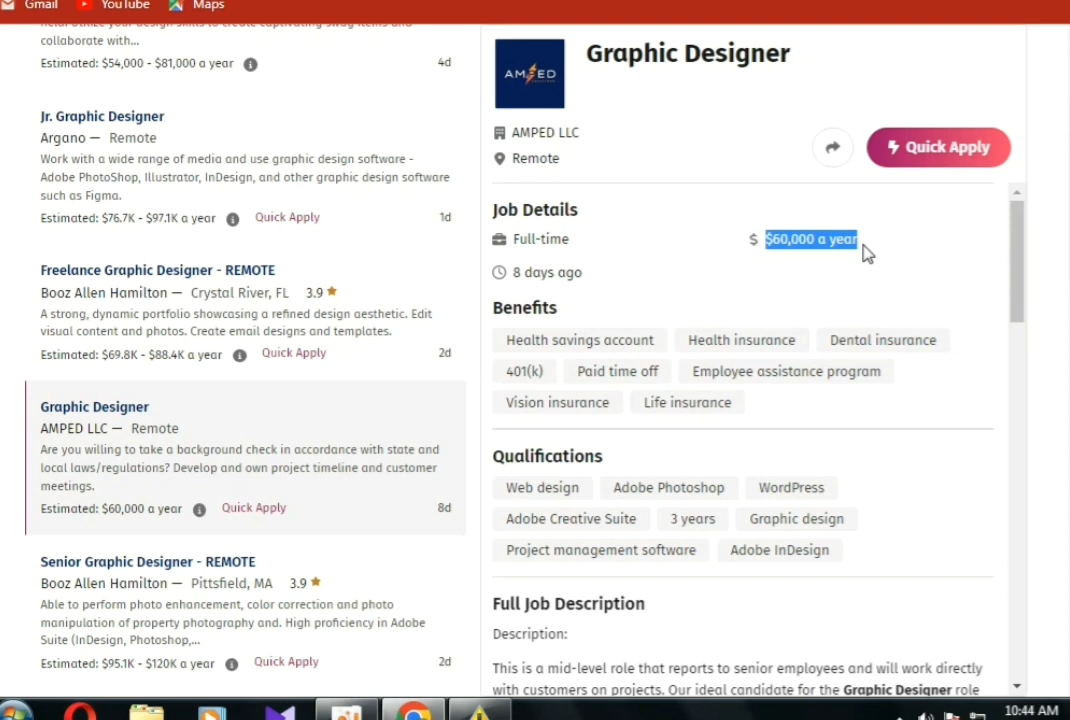 Gmail
YouTube
Maps
collaborate with...
Estimated: $54,000 - $81,000 a year
4d
Jr. Graphic Designer
Argano — Remote
Work with a wide range of media and use graphic design software -
Adobe PhotoShop, Illustrator, InDesign, and other graphic design software
such as Figma.
Estimated: $76.7K - $97.1K a year
Quick Apply
1d
Freelance Graphic Designer - REMOTE
Booz Allen Hamilton — Crystal River, FL 3.9
A strong, dynamic portfolio showcasing a refined design aesthetic. Edit
visual content and photos. Create email designs and templates.
Estimated: $69.8K - $88.4K a year
Quick Apply
2d
Graphic Designer
AMPED LLC — Remote
Are you willing to take a background check in accordance with state and
local laws/regulations? Develop and own project timeline and customer
meetings.
Estimated: $60,000 a year
Quick Apply
8d
Senior Graphic Designer - REMOTE
Booz Allen Hamilton — Pittsfield, MA 3.9
Able to perform photo enhancement, color correction and photo
manipulation of property photography and. High proficiency in Adobe
Suite (InDesign, Photoshop,...
Estimated: $95.1K - $120K a year
Quick Apply
2d
AMPED
Graphic Designer
AMPED LLC
Remote
Quick Apply
Job Details
Full-time
$ $60,000 a year
8 days ago
Benefits
Health savings account
Health insurance
Dental insurance
401(k)
Paid time off
Employee assistance program
Vision insurance
Life insurance
Qualifications
Web design
Adobe Photoshop
WordPress
Adobe Creative Suite
3 years
Graphic design
Project management software
Adobe InDesign
Full Job Description
Description:
This is a mid-level role that reports to senior employees and will work directly
with customers on projects. Our ideal candidate for the Graphic Designer role
10:44 AM